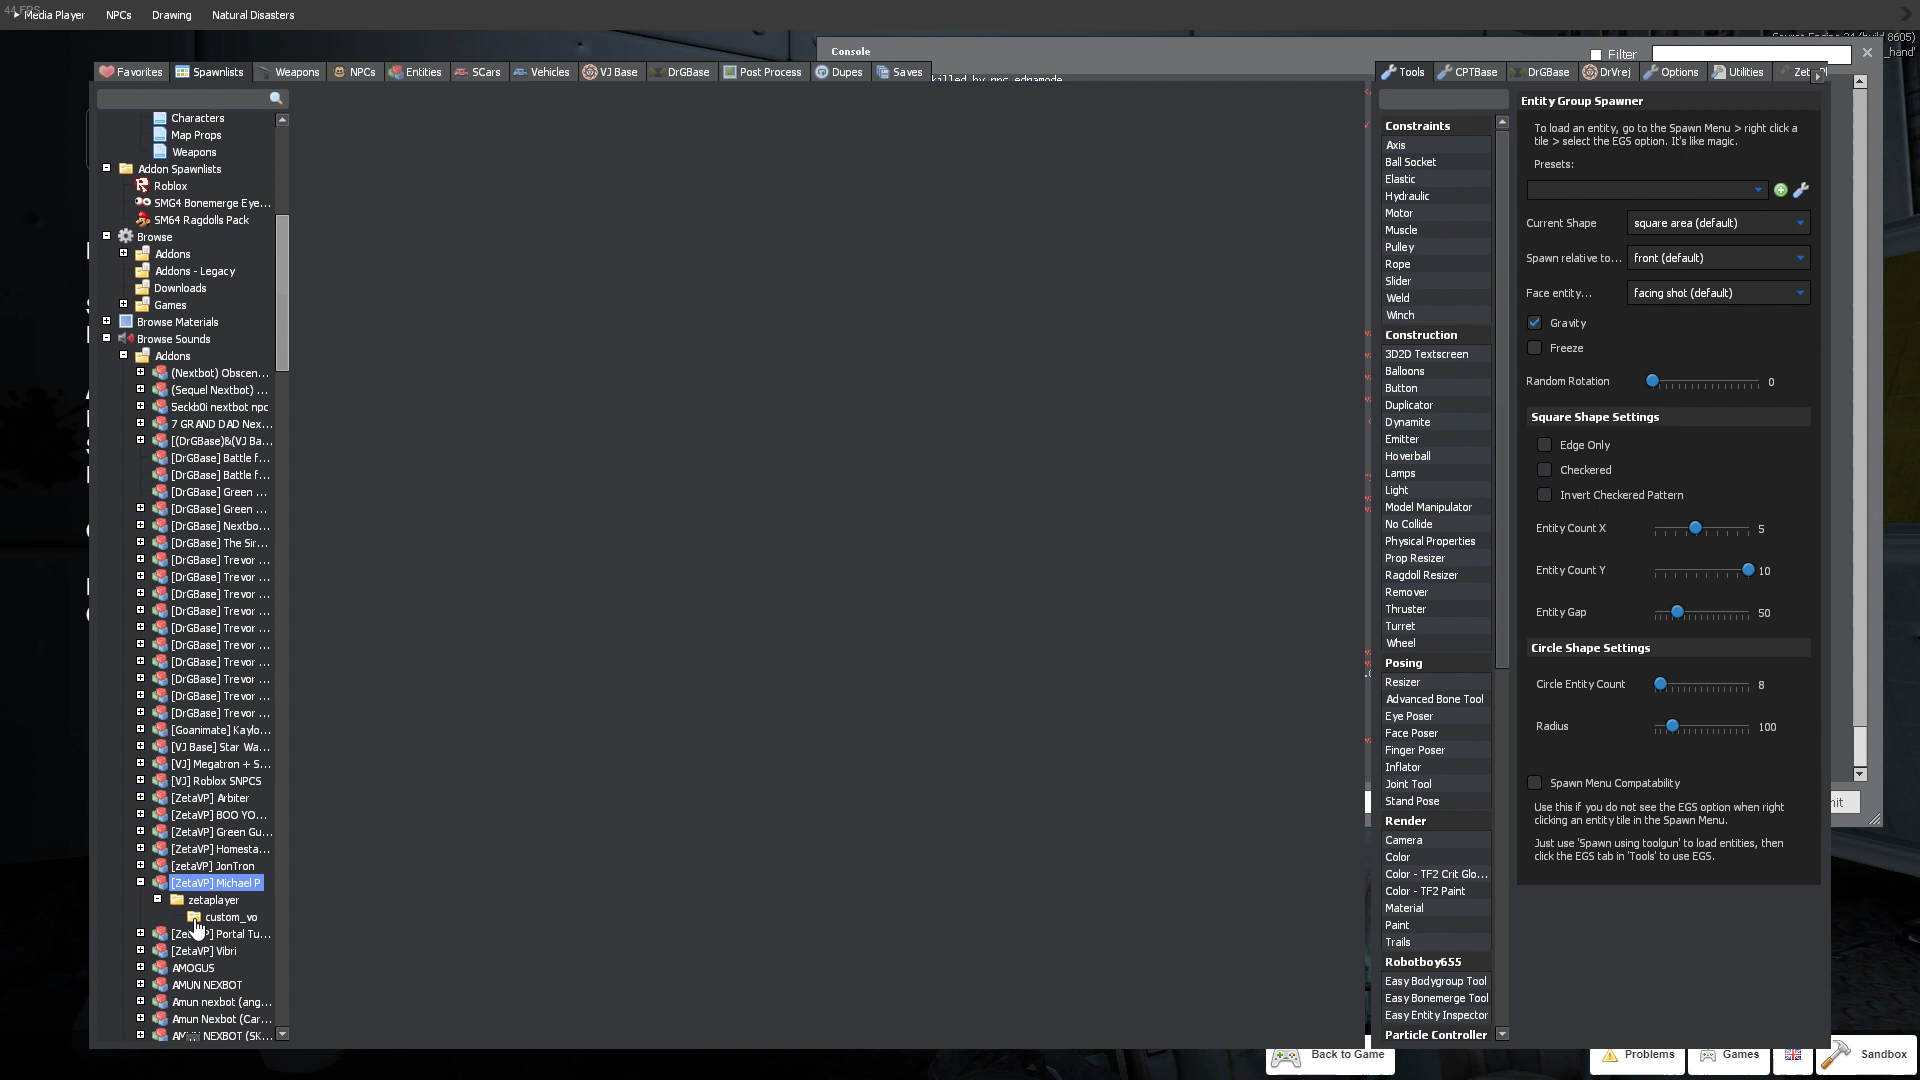 44 FPS
Media Player NPCs Drawing Natural Disasters
Console
Filter
8605)
_hand'
killed by npc_ednamode
Favorites Spawnlists Weapons NPCs Entities SCars Vehicles VJ Base DrGBase Post Process Dupes Saves
Characters
Map Props
Weapons
Addon Spawnlists
Roblox
SMG4 Bonemerge Eye...
SM64 Ragdolls Pack
Browse
Addons
Addons - Legacy
Downloads
Games
Browse Materials
Browse Sounds
Addons
(Nextbot) Obscen...
(Sequel Nextbot) ...
5eckb0i nextbot npc
7 GRAND DAD Nex...
[(DrGBase)&(VJ Ba...
[DrGBase] Battle f...
[DrGBase] Battle f...
[DrGBase] Green ...
[DrGBase] Green ...
[DrGBase] Nextbo...
[DrGBase] The Sir...
[DrGBase] Trevor ...
[DrGBase] Trevor ...
[DrGBase] Trevor ...
[DrGBase] Trevor ...
[DrGBase] Trevor ...
[DrGBase] Trevor ...
[DrGBase] Trevor ...
[DrGBase] Trevor ...
[DrGBase] Trevor ...
[DrGBase] Trevor ...
[Goanimate] Kaylo...
[VJ Base] Star Wa...
[VJ] Megatron + S...
[VJ] Roblox SNPCS
[ZetaVP] Arbiter
[ZetaVP] BOO YO...
[ZetaVP] Green Gu...
[ZetaVP] Homesta...
[zetaVP] JonTron
[ZetaVP] Michael P
zetaplayer
custom_vo
Portal Tu...
[ZetaVP] Vibri
AMOGUS
AMUN NEXBOT
Amun nexbot (ang...
Amun Nexbot (Car...
NEXBOT (SK...
Tools CPTBase DrGBase DrVrej Options Utilities
Constraints
Axis
Ball Socket
Elastic
Hydraulic
Motor
Muscle
Pulley
Rope
Slider
Weld
Winch
Construction
3D2D Textscreen
Balloons
Button
Duplicator
Dynamite
Emitter
Hoverball
Lamps
Light
Model Manipulator
No Collide
Physical Properties
Prop Resizer
Ragdoll Resizer
Remover
Thruster
Turret
Wheel
Posing
Resizer
Advanced Bone Tool
Eye Poser
Face Poser
Finger Poser
Inflator
Joint Tool
Stand Pose
Render
Camera
Color
Color - TF2 Crit Glo...
Color - TF2 Paint
Material
Paint
Trails
Robotboy655
Easy Bodygroup Tool
Easy Bonemerge Tool
Easy Entity Inspector
Particle Controller
Entity Group Spawner
To load an entity, go to the Spawn Menu > right click a
tile > select the EGS option. It's like magic.
Presets:
Current Shape square area (default)
Spawn relative to... front (default)
Face entity... facing shot (default)
Gravity
Freeze
Random Rotation 0
Square Shape Settings
Edge Only
Checkered
Invert Checkered Pattern
Entity Count X 5
Entity Count Y 10
Entity Gap 50
Circle Shape Settings
Circle Entity Count 8
Radius 100
Spawn Menu Compatability
Use this if you do not see the EGS option when right
clicking an entity tile in the Spawn Menu.
Just use 'Spawn using toolgun' to load entities, then
click the EGS tab in 'Tools' to use EGS.
Back to Game Problems Games Sandbox